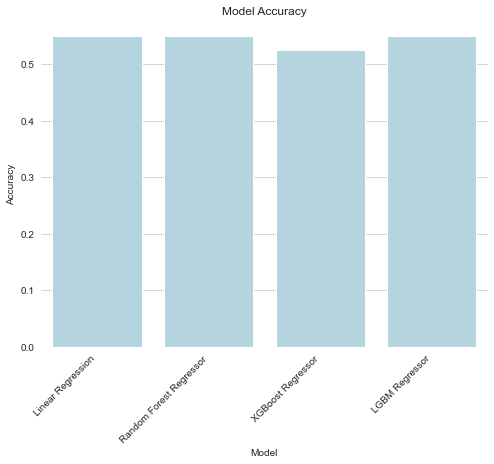 Model Accuracy
Accuracy
0.5
0.4
0.3
0.2
0.1
0.0
Linear Regression
Random Forest Regressor
XGBoost Regressor
LGBM Regressor
Model